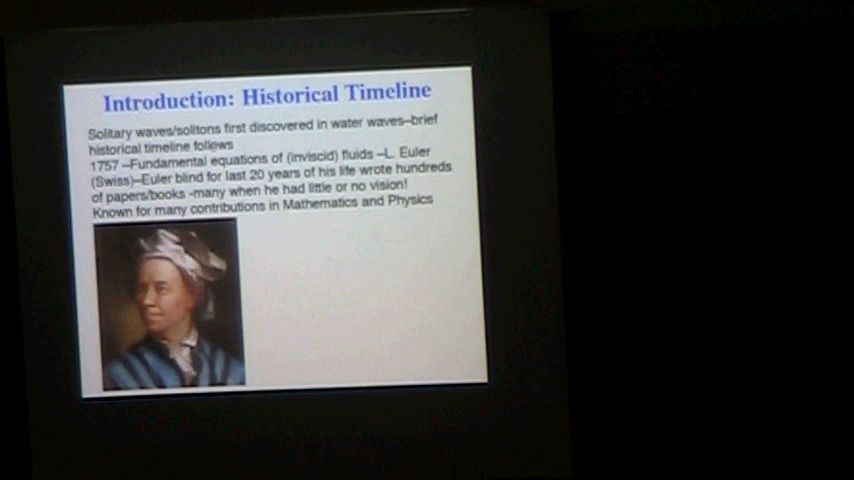 Introduction: Historical Timeline
Solitary waves/solitons first discovered in water waves–brief
historical timeline follows
1757 –Fundamental equations of (inviscid) fluids –L. Euler
(Swiss)–Euler blind for last 20 years of his life wrote hundreds
of papers/books -many when he had little or no vision!
Known for many contributions in Mathematics and Physics